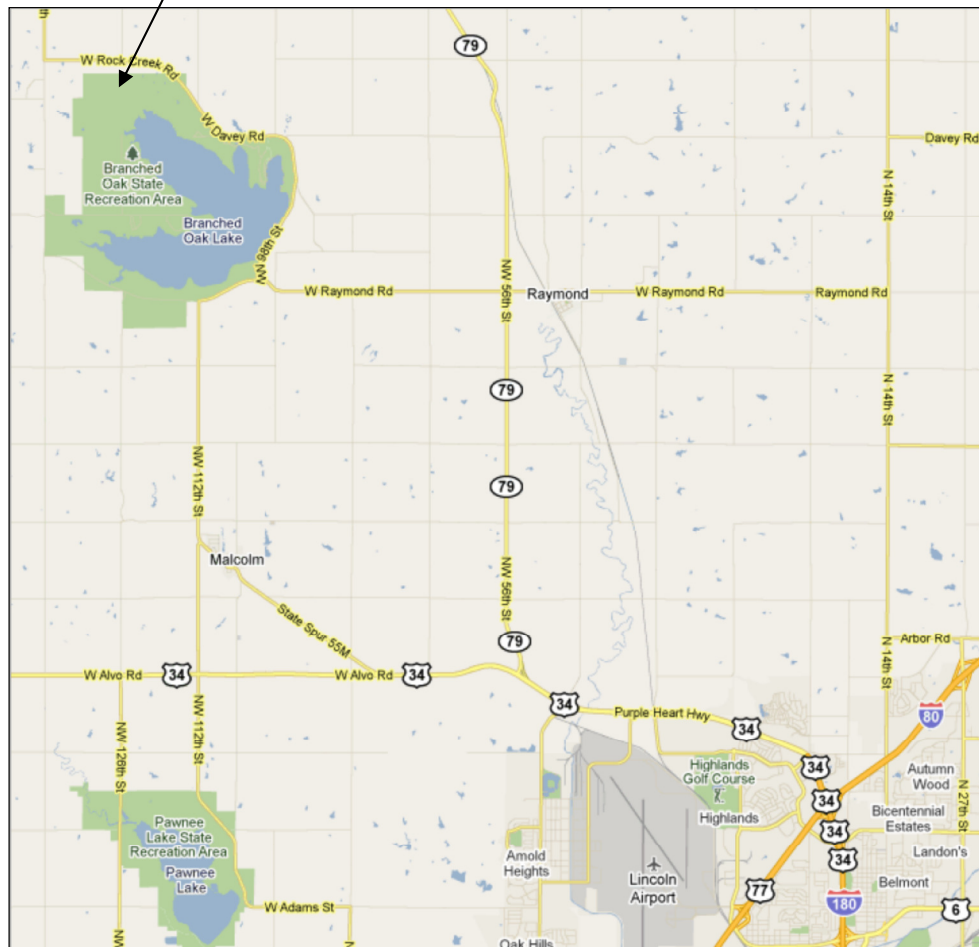 th
79
W Rock Creek Rd
W Davey Rd
Davey Rd
Branched
Oak State
Recreation Area
N 14th St
Branched
Oak Lake
NW 98th St
NW 56th St
W Raymond Rd
Raymond
W Raymond Rd
Raymond Rd
79
N 14th St
NW 112th St
79
Malcolm
NW 56th St
State Spur 55M
79
N 14th St
Arbor Rd
W Alvo Rd
34
W Alvo Rd
34
34
Purple Heart Hwy
34
80
NW 128th St
NW 112th St
Highlands
Golf Course
34
Autumn
Wood
N 27th St
34
Highlands
Bicentennial
Estates
Pawnee
Lake State
Recreation Area
34
Arnold
Heights
34
Landon's
Pawnee
Lake
Lincoln
Airport
77
Belmont
180
6
W Adams St
NW
N
Oak Hills